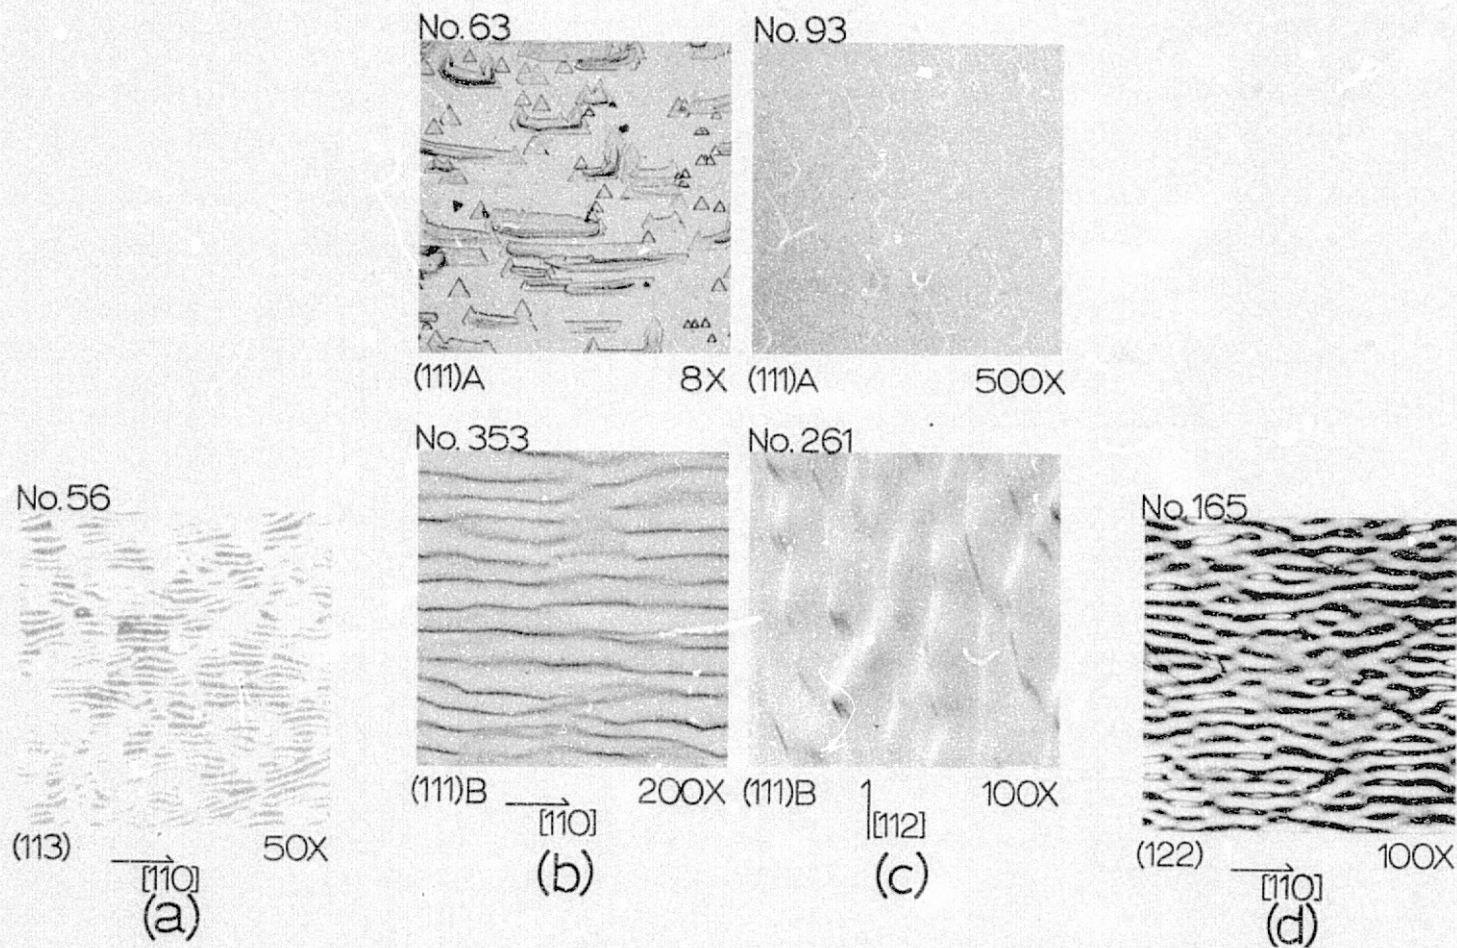 No.63
No.93
(111)A 8X
(111)A 500X
No.353
No.261
No.56
No.165
(111)B 200X
[110]
(111)B 100X
[112]
(113) 50X
[110]
(122) 100X
[110]
(b)
(c)
(a)
(d)